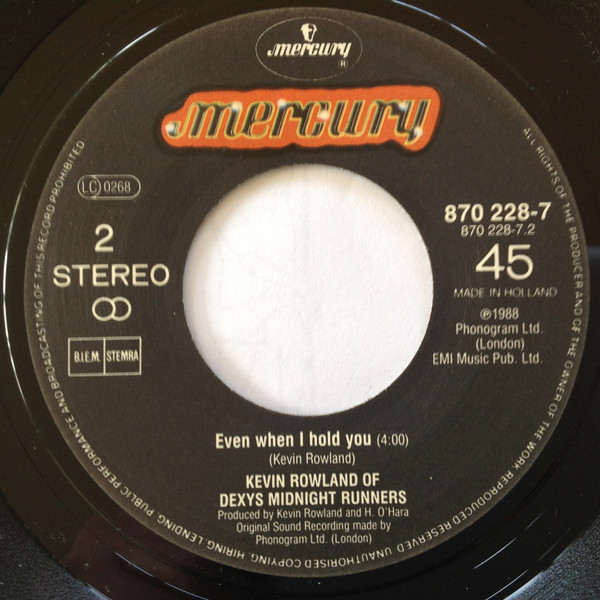 mercury
®
mercury
LC 0268
2
STEREO
B.I.E.M. STEMRA
870 228-7
870 228-7.2
45
MADE IN HOLLAND
℗1988
Phonogram Ltd.
(London)
EMI Music Pub. Ltd.
Even when I hold you (4:00)
(Kevin Rowland)
KEVIN ROWLAND OF
DEXYS MIDNIGHT RUNNERS
Produced by Kevin Rowland and H. O'Hara
Original Sound Recording made by
Phonogram Ltd. (London)
ALL RIGHTS OF THE PRODUCER AND OF THE OWNER OF THE WORK REPRODUCED RESERVED. UNAUTHORISED COPYING, HIRING, LENDING, PUBLIC PERFORMANCE AND BROADCASTING OF THIS RECORD PROHIBITED